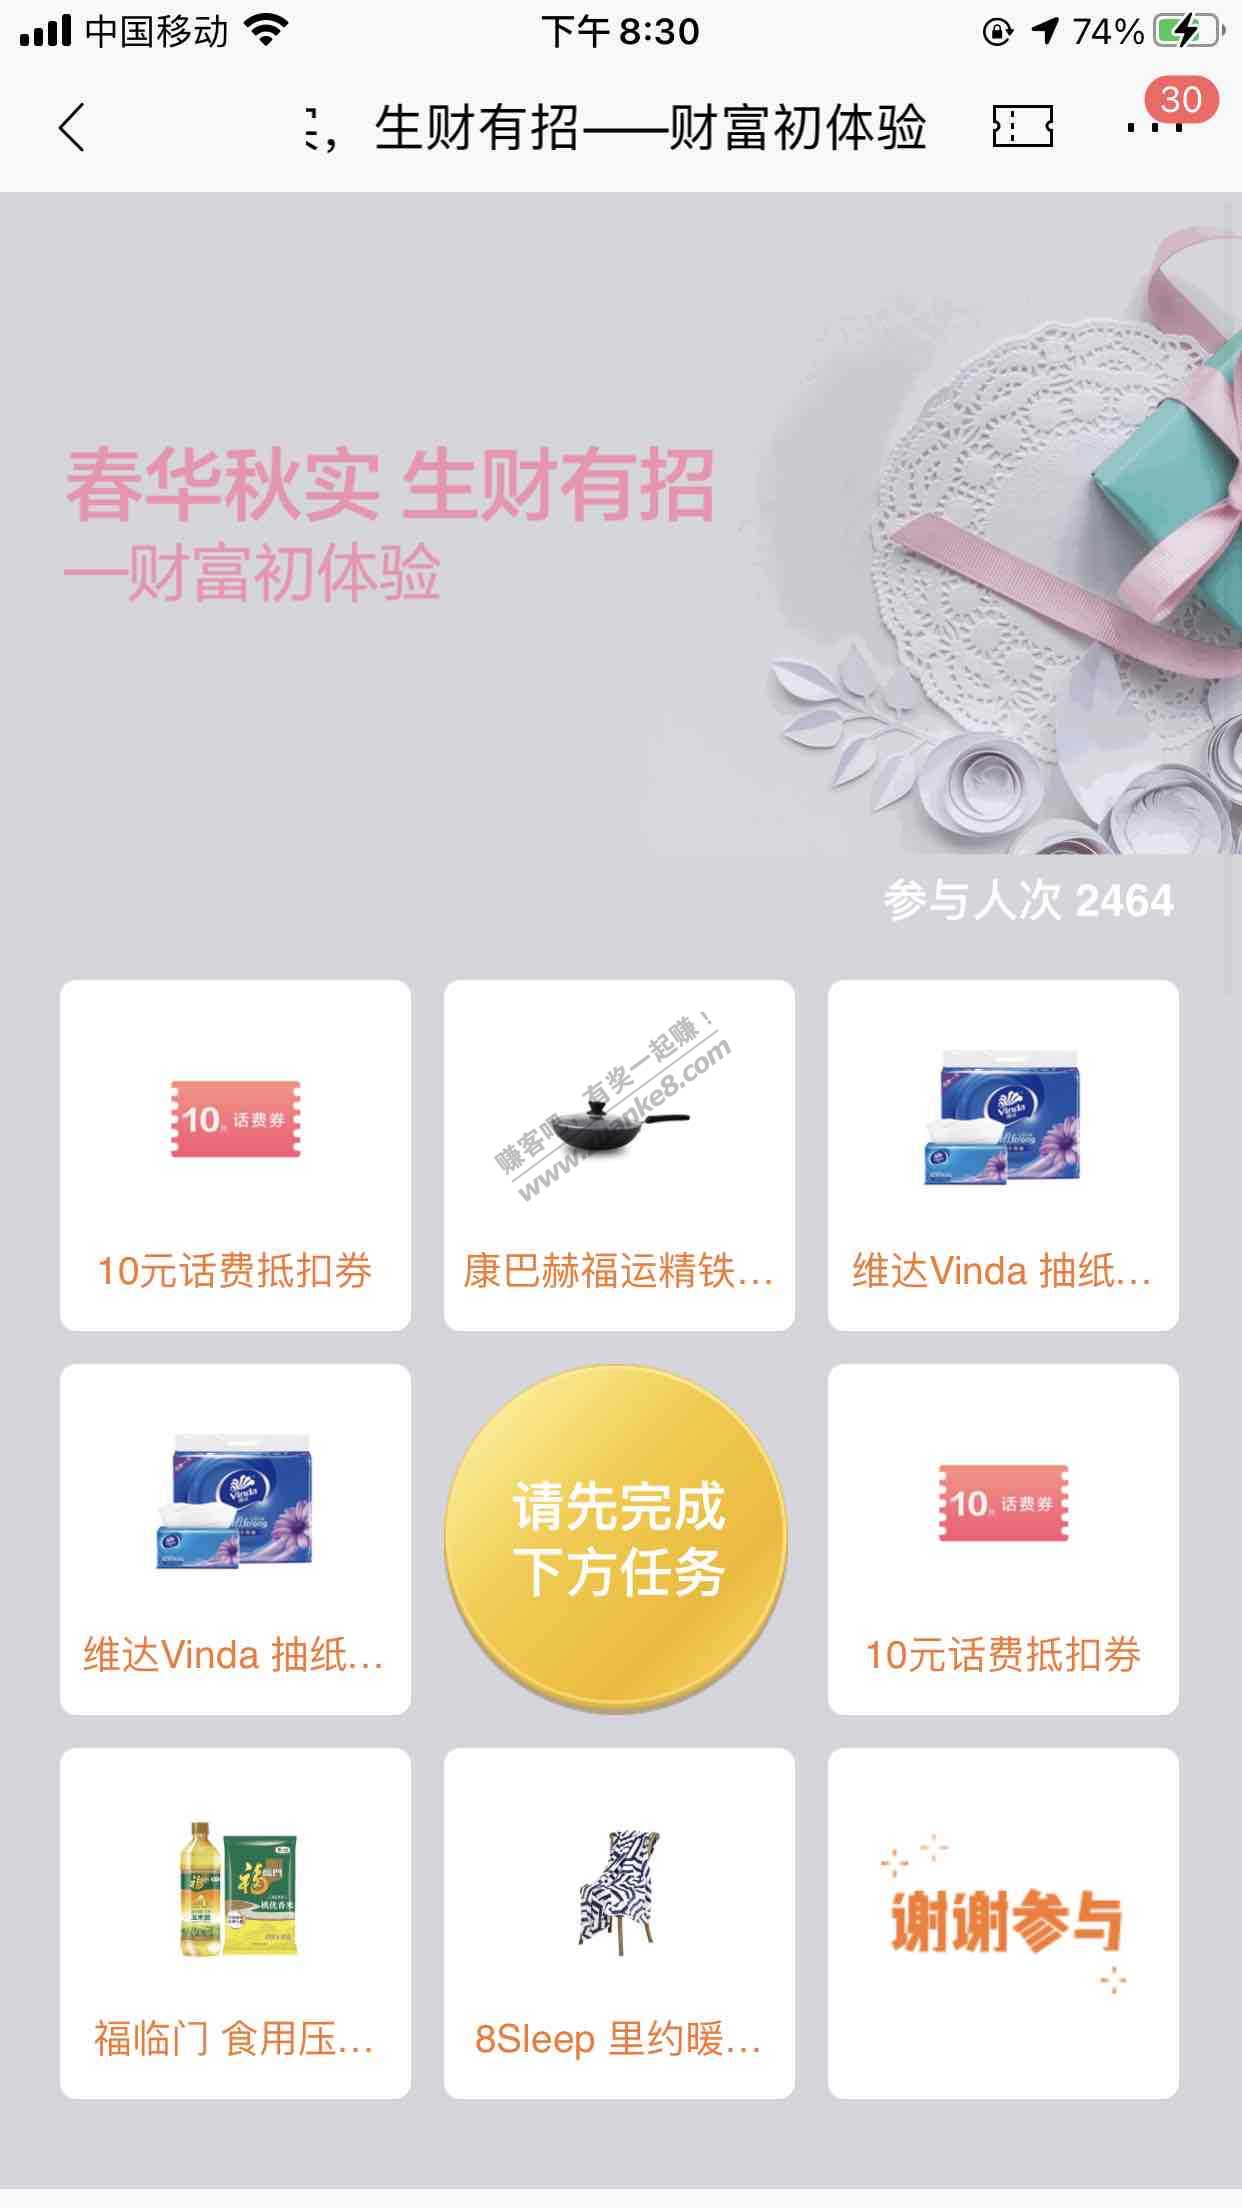 中国移动
下午8:30
74%
，生财有招——财富初体验
30
春华秋实 生财有招
—财富初体验
参与人次 2464
10 话费券
10元话费抵扣券
康巴赫福运精铁...
赚客吧，有奖一起赚！
www.zuanke8.com
Vinda
维达Vinda 抽纸...
Vinda
维达Vinda 抽纸...
请先完成
下方任务
10 话费券
10元话费抵扣券
福
福临门 食用压...
8Sleep 里约暖...
谢谢参与